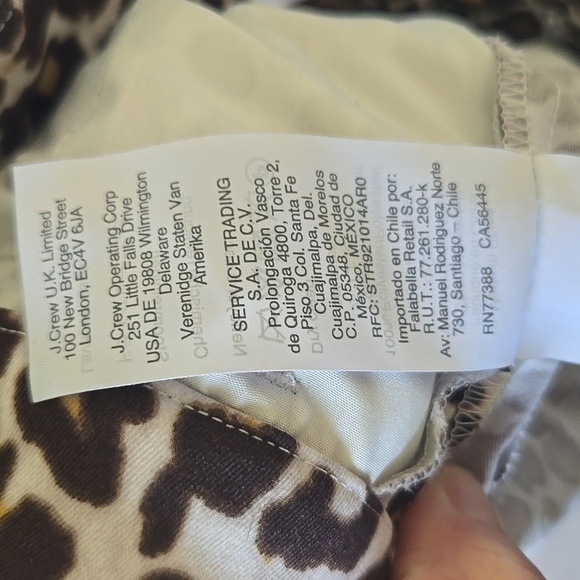 J.Crew U.K. Limited
100 New Bridge Street
London, EC4V 6JA
J.Crew Operating Corp
251 Little Falls Drive
USA DE 19808 Wilmington
Delaware
Verenidge Staten Van
Amerika
SERVICE TRADING
S.A. DE C.V.
Prolongación Vasco
de Quiroga 4800, Torre 2,
Piso 3 Col. Santa Fe
Cuajimalpa, Del.
Cuajimalpa de Morelos
C.P. 05348, Ciudad de
México, MÉXICO
RFC: STR921014AR0
Importado en Chile por:
Falabella Retail S.A.
R.U.T.: 77.261.280-k
Av: Manuel Rodriguez Norte
730, Santiago – Chile
RN77388 CA56445